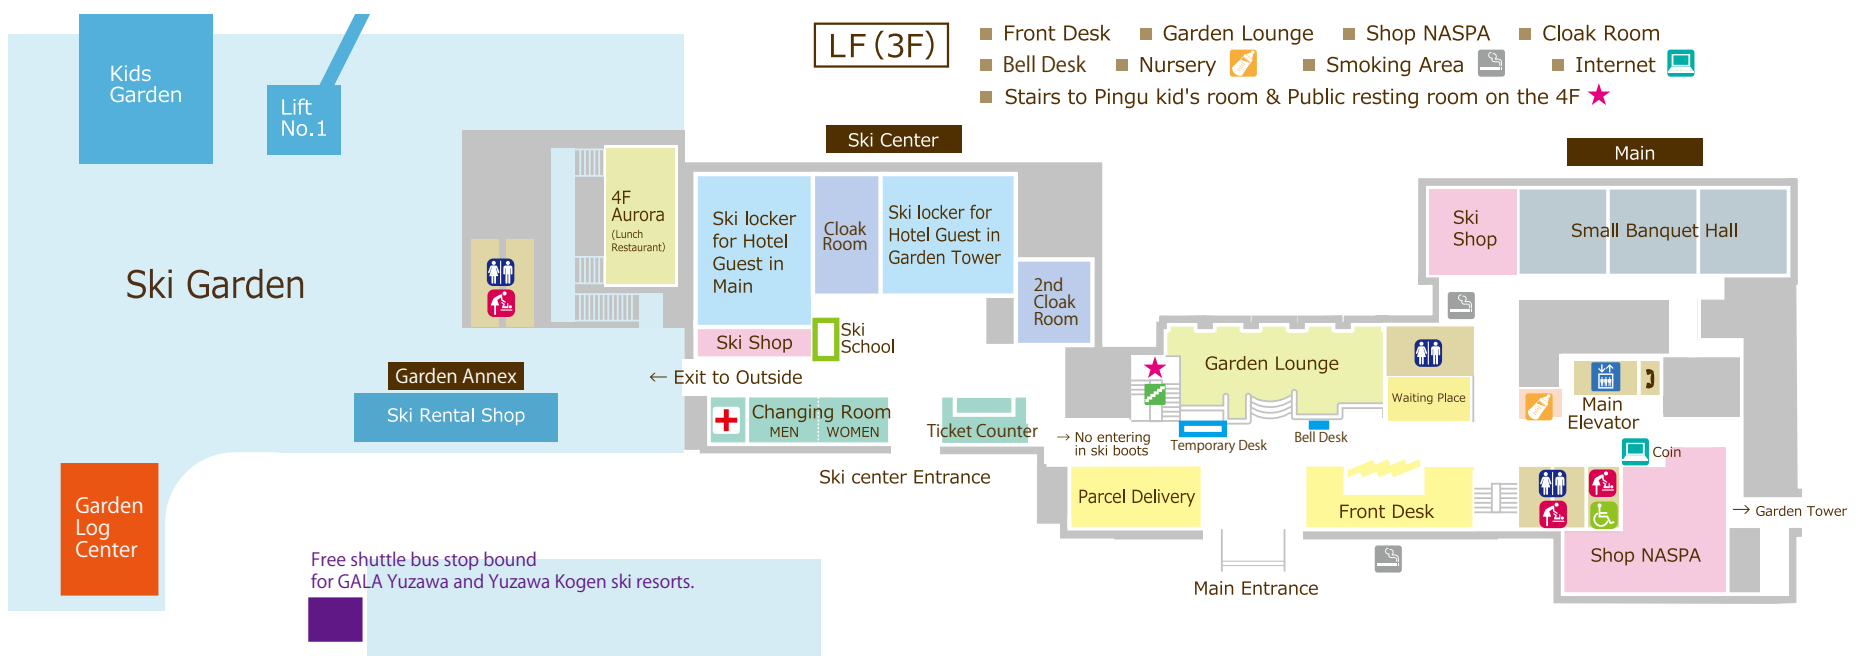 LF (3F)
■ Front Desk ■ Garden Lounge ■ Shop NASPA ■ Cloak Room
■ Bell Desk ■ Nursery ■ Smoking Area ■ Internet
■ Stairs to Pingu kid's room & Public resting room on the 4F ★
Kids
Garden
Lift
No.1
Ski Garden
Garden
Log
Center
Garden Annex
Ski Rental Shop
Free shuttle bus stop bound
for GALA Yuzawa and Yuzawa Kogen ski resorts.
Ski Center
4F
Aurora
(Lunch
Restaurant)
Ski locker
for Hotel
Guest in
Main
Cloak
Room
Ski locker for
Hotel Guest in
Garden Tower
2nd
Cloak
Room
Ski Shop
Ski
School
← Exit to Outside
Changing Room
MEN WOMEN
Ticket Counter
Ski center Entrance
→ No entering
in ski boots
Parcel Delivery
Garden Lounge
Temporary Desk
Bell Desk
Waiting Place
Front Desk
Main Entrance
Main
Ski
Shop
Small Banquet Hall
Main
Elevator
Coin
Shop NASPA
→ Garden Tower